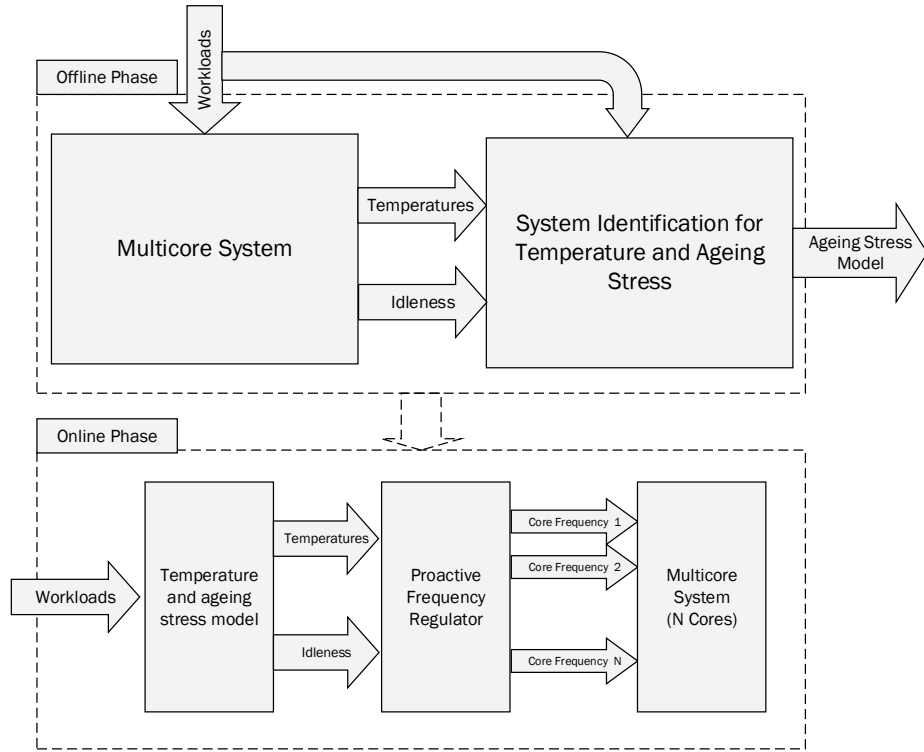 Workloads
Offline Phase
Multicore System
Temperatures
Idleness
System Identification for
Temperature and Ageing
Stress
Ageing Stress
Model
Online Phase
Workloads
Temperature
and ageing
stress model
Temperatures
Idleness
Proactive
Frequency
Regulator
Core Frequency 1
Core Frequency 2
Core Frequency N
Multicore
System
(N Cores)